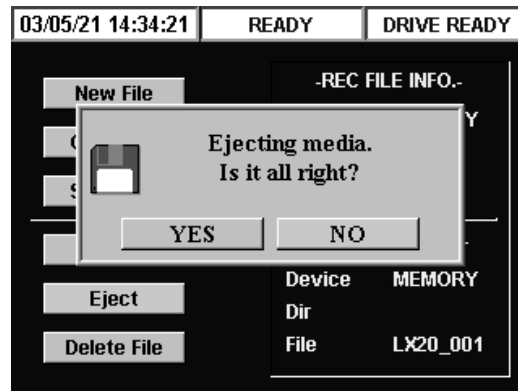 03/05/21 14:34:21 READY DRIVE READY
New File
-REC FILE INFO.-
Ejecting media.
Is it all right?
YES NO
Device MEMORY
Eject
Dir
Delete File
File LX20_001